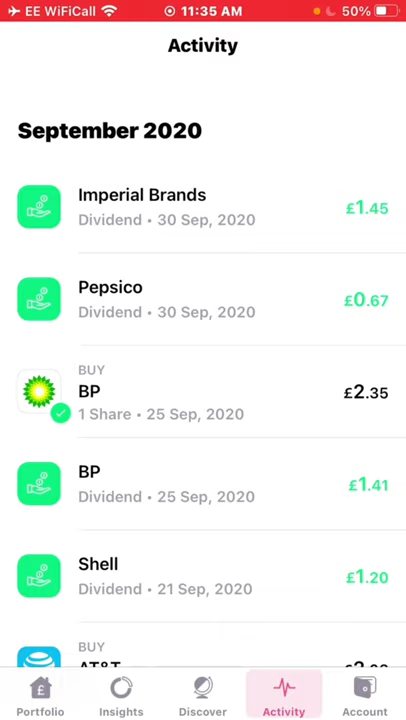 EE WiFiCall 11:35 AM 50%
Activity
September 2020
Imperial Brands
Dividend • 30 Sep, 2020
£1.45
Pepsico
Dividend • 30 Sep, 2020
£0.67
BUY
BP
1 Share • 25 Sep, 2020
£2.35
BP
Dividend • 25 Sep, 2020
£1.41
Shell
Dividend • 21 Sep, 2020
£1.20
BUY
AT&T
£ Portfolio Insights Discover Activity Account